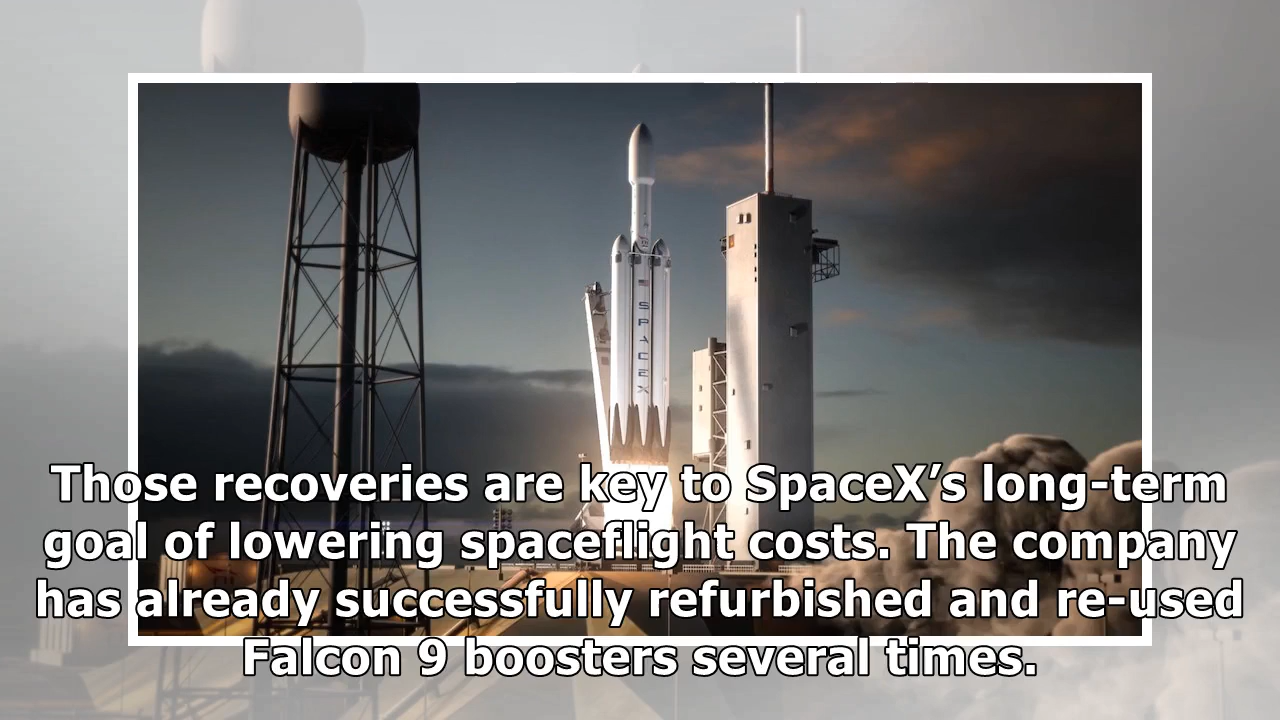 SPACEX
Those recoveries are key to SpaceX’s long-term
goal of lowering spaceflight costs. The company
has already successfully refurbished and re-used
Falcon 9 boosters several times.